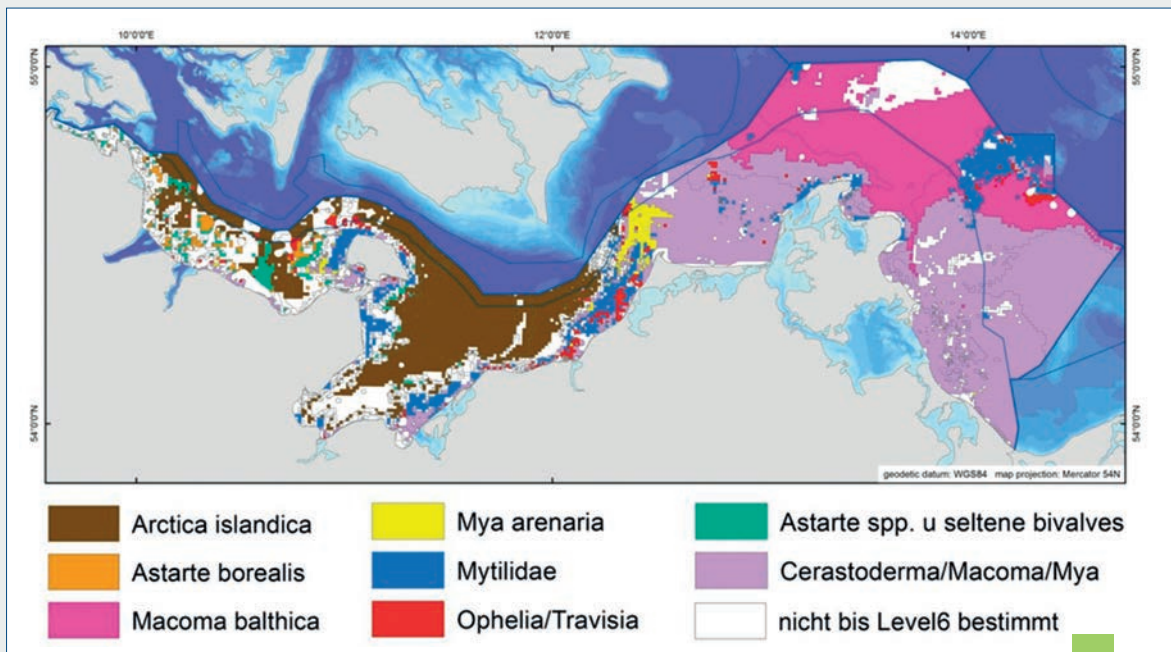 10°0'0"E 12°0'0"E 14°0'0"E
55°0'0"N 55°0'0"N
54°0'0"N 54°0'0"N
geodetic datum: WGS84 map projection: Mercator 54N
Arctica islandica
Astarte borealis
Macoma balthica
Mya arenaria
Mytilidae
Ophelia/Travisia
Astarte spp. u seltene bivalves
Cerastoderma/Macoma/Mya
nicht bis Level6 bestimmt